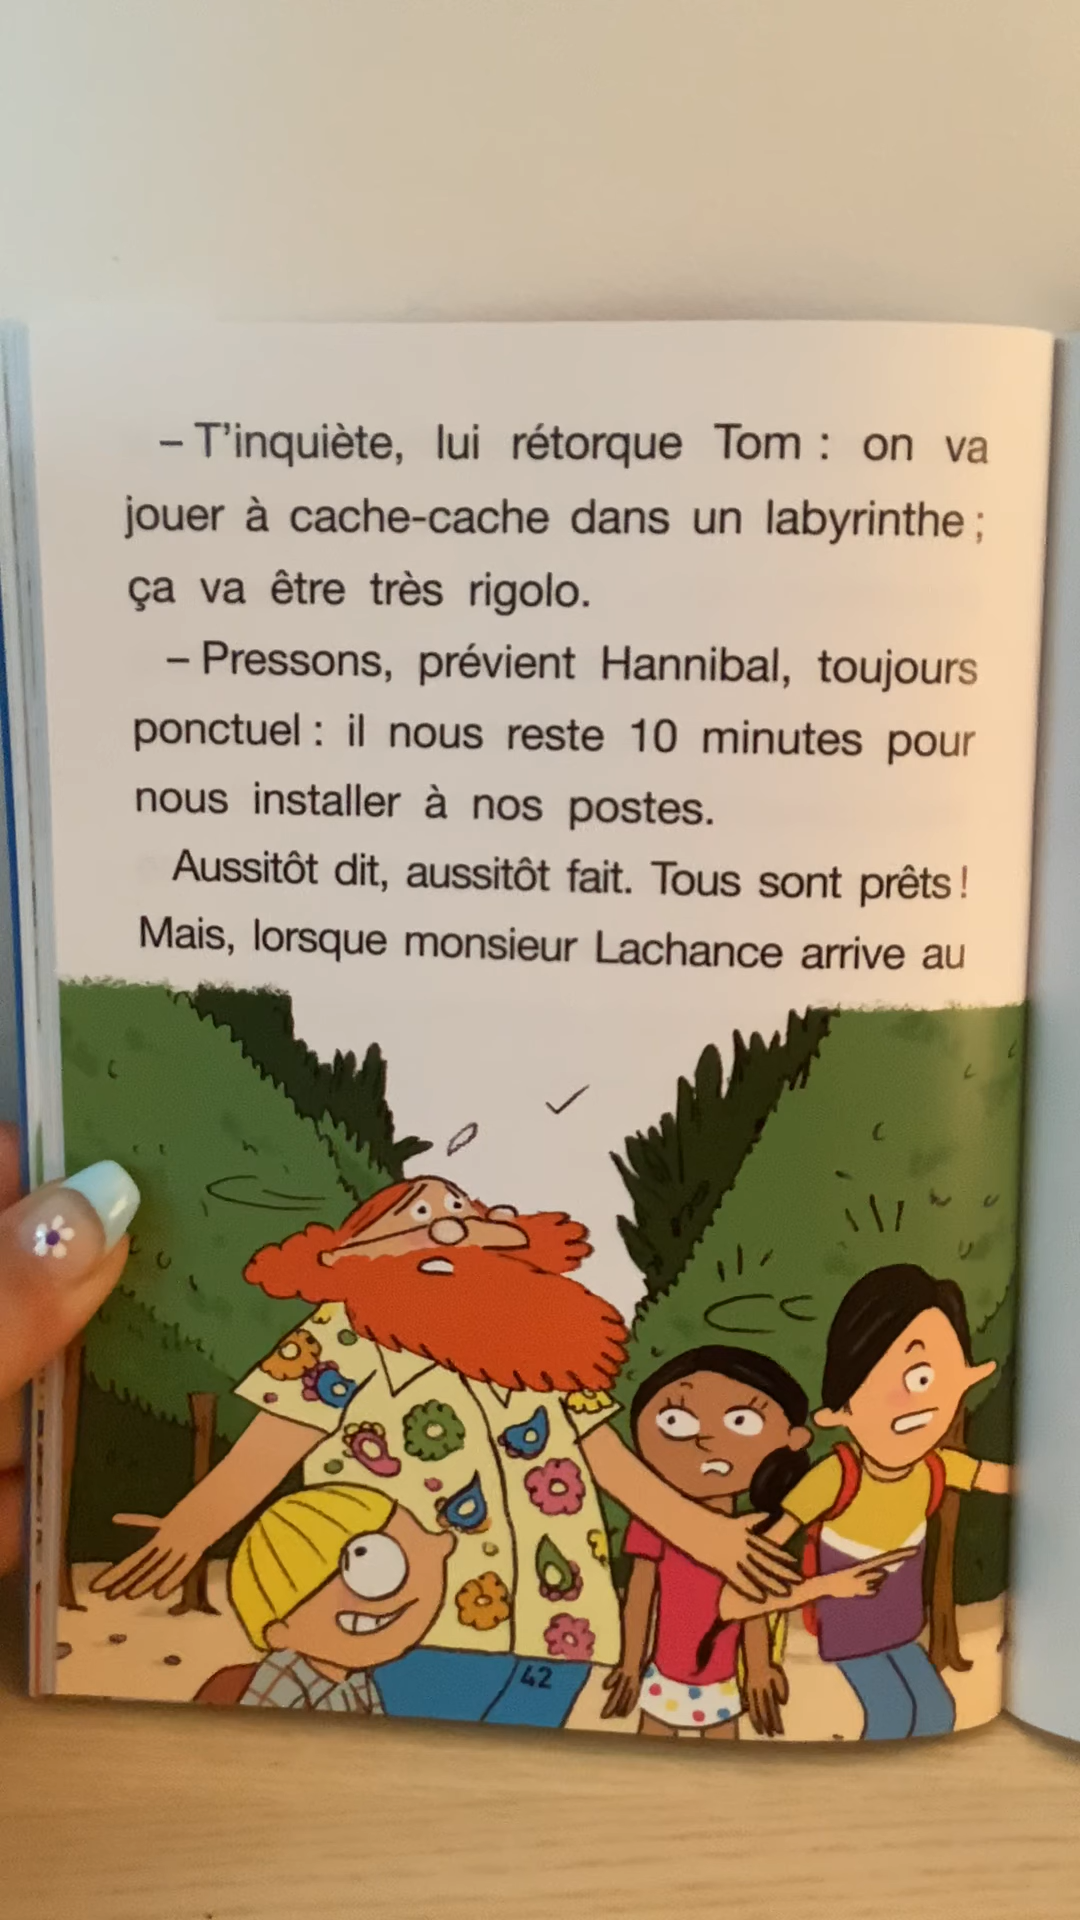 – T'inquiète, lui rétorque Tom : on va
jouer à cache-cache dans un labyrinthe ;
ça va être très rigolo.
– Pressons, prévient Hannibal, toujours
ponctuel : il nous reste 10 minutes pour
nous installer à nos postes.
Aussitôt dit, aussitôt fait. Tous sont prêts !
Mais, lorsque monsieur Lachance arrive au
42